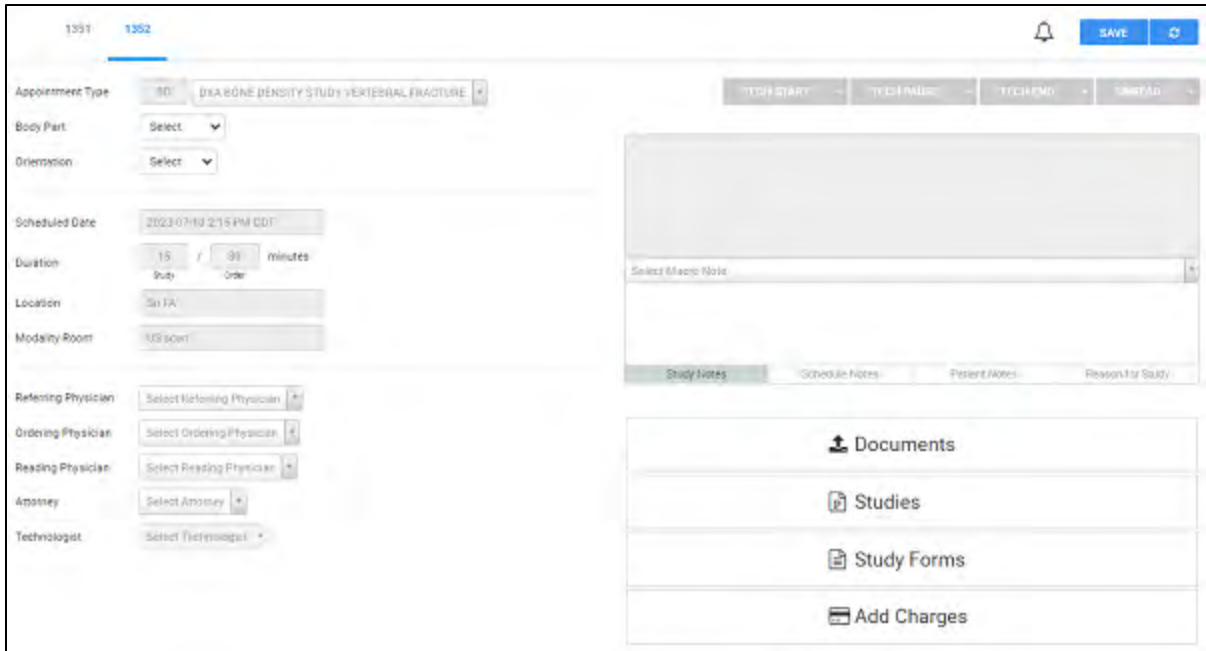 1351 1352
SAVE
Appointment Type BD DXA BONE DENSITY STUDY VERTEBRAL FRACTURE
TECH START TECH PAUSE TECH END UNREAD
Body Part Select
Orientation Select
Scheduled Date 2023-07-10 2:15 PM CDT
Duration 15 / minutes
Study Order
Location
Select Macro Note
Modality Room
Study Notes Schedule Notes Patient Notes Reason for Study
Referring Physician Select Referring Physician
Ordering Physician Select Ordering Physician
Reading Physician Select Reading Physician
Attorney Select Attorney
Technologist Select Technologist
Documents
Studies
Study Forms
Add Charges